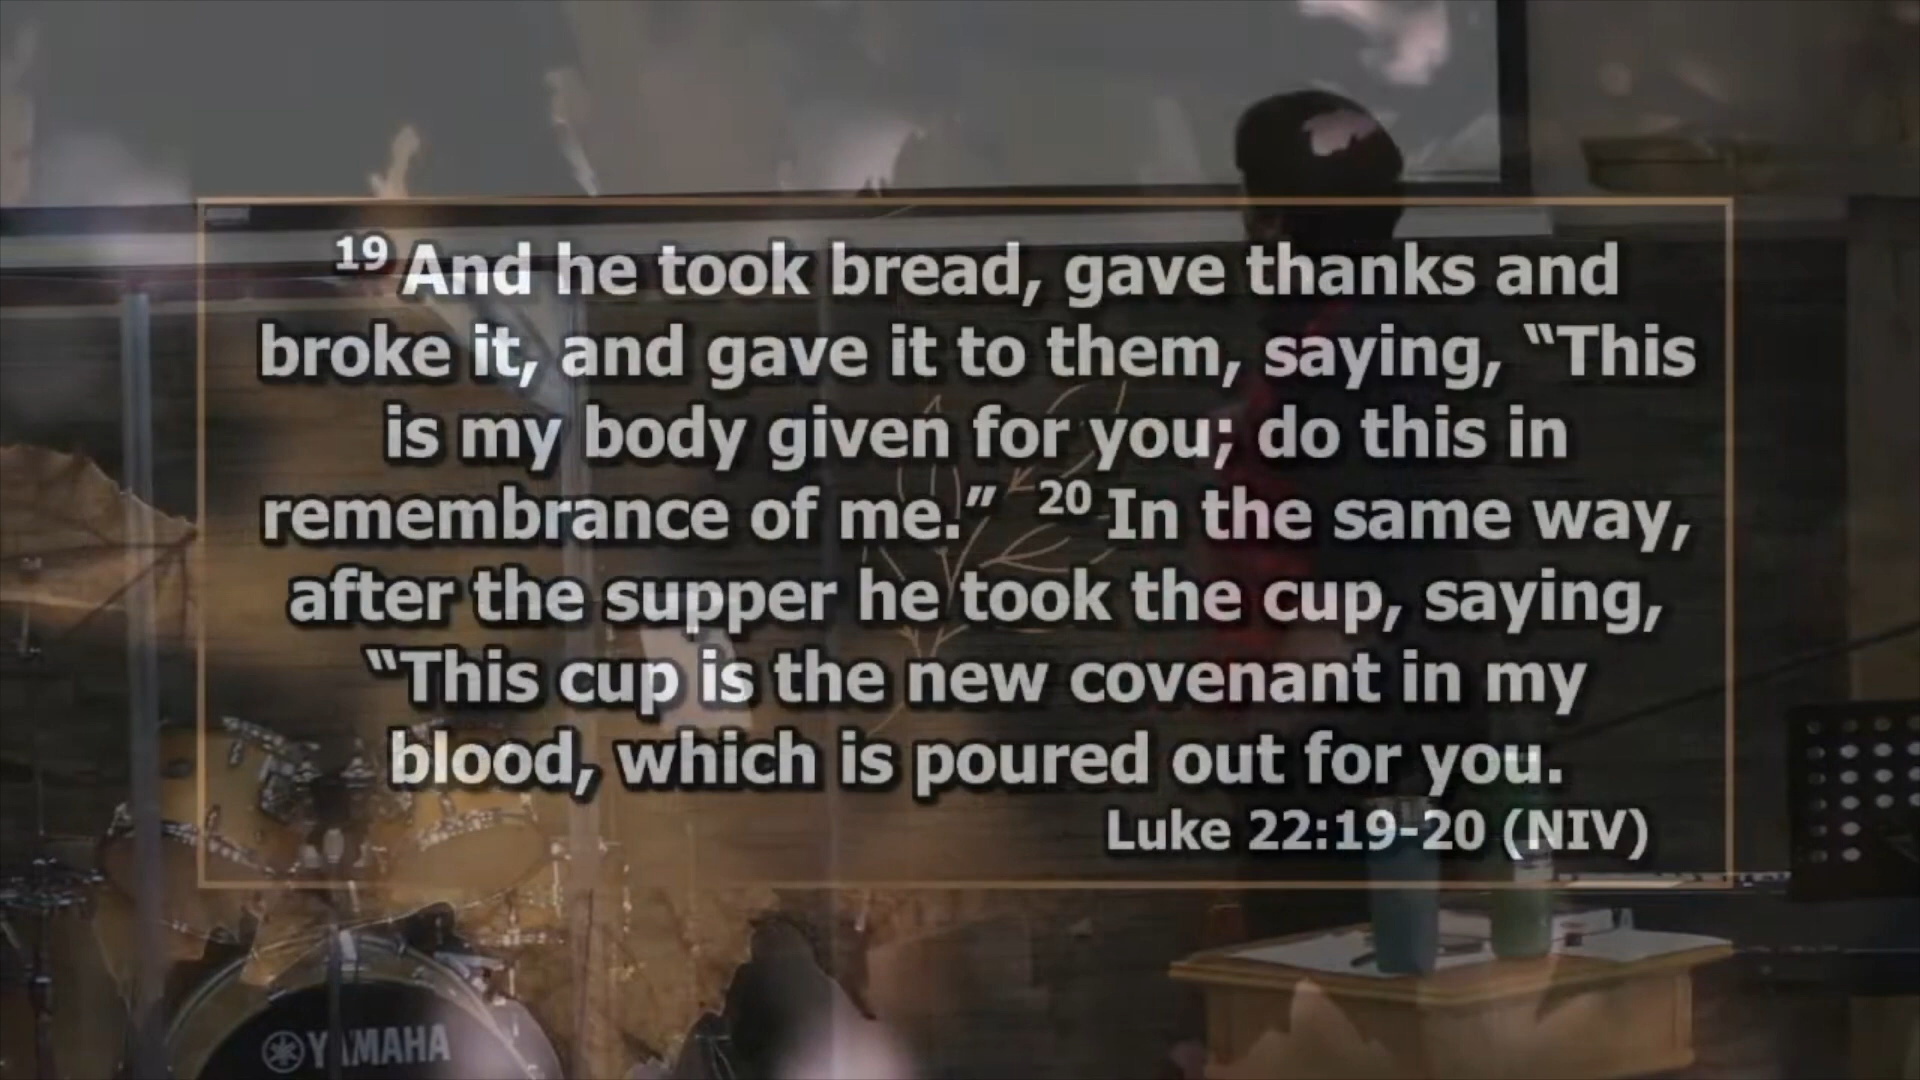 19 And he took bread, gave thanks and
broke it, and gave it to them, saying, “This
is my body given for you; do this in
remembrance of me.” 20 In the same way,
after the supper he took the cup, saying,
“This cup is the new covenant in my
blood, which is poured out for you.
Luke 22:19-20 (NIV)
YAMAHA